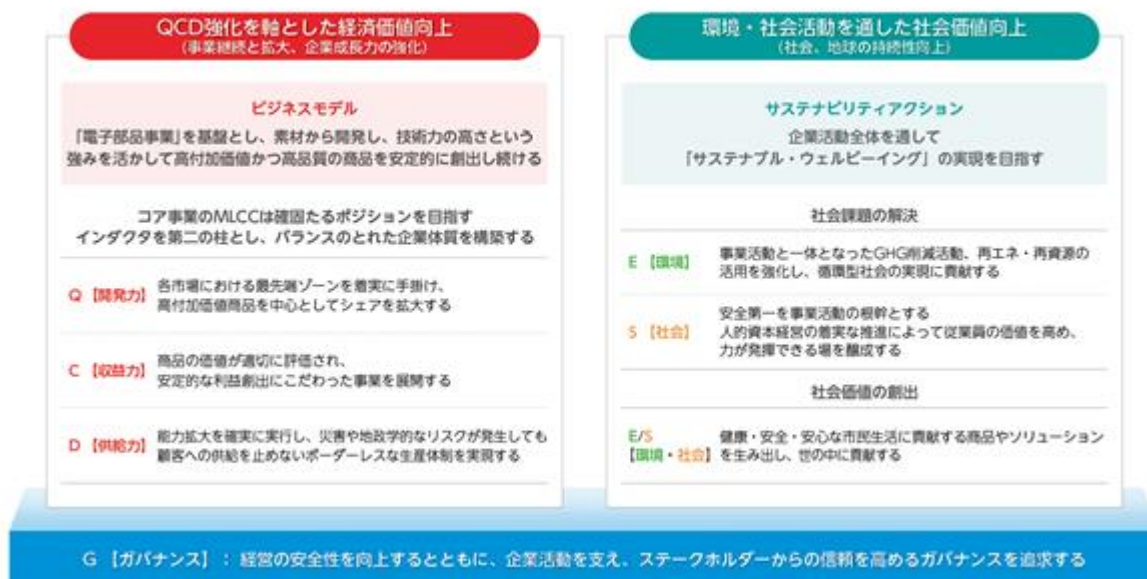 QCD強化を軸とした経済価値向上
(事業継続と拡大、企業成長力の強化)
ビジネスモデル
「電子部品事業」を基盤とし、素材から開発し、技術力の高さという
強みを活かして高付加価値かつ高品質の商品を安定的に創出し続ける
コア事業のMLCCは確固たるポジションを目指す
インダクタを第二の柱とし、バランスのとれた企業体質を構築する
Q【開発力】
各市場における最先端ゾーンを着実に手掛け、
高付加価値商品を中心としてシェアを拡大する
C【収益力】
商品の価値が適切に評価され、
安定的な利益創出にこだわった事業を展開する
D【供給力】
能力拡大を確実に実行し、災害や地政学的なリスクが発生しても
顧客への供給を止めないボーダーレスな生産体制を実現する
環境・社会活動を通した社会価値向上
(社会、地球の持続性向上)
サステナビリティアクション
企業活動全体を通して
「サステナブル・ウェルビーイング」の実現を目指す
社会課題の解決
E【環境】
事業活動と一体となったGHG削減活動、再エネ・再資源の
活用を強化し、循環型社会の実現に貢献する
S【社会】
安全第一を事業活動の根幹とする
人的資本経営の着実な推進によって従業員の価値を高め、
力が発揮できる場を醸成する
社会価値の創出
E/S
【環境・社会】
健康・安全・安心な市民生活に貢献する商品やソリューション
を生み出し、世の中に貢献する
G【ガバナンス】：経営の安全性を向上するとともに、企業活動を支え、ステークホルダーからの信頼を高めるガバナンスを追求する